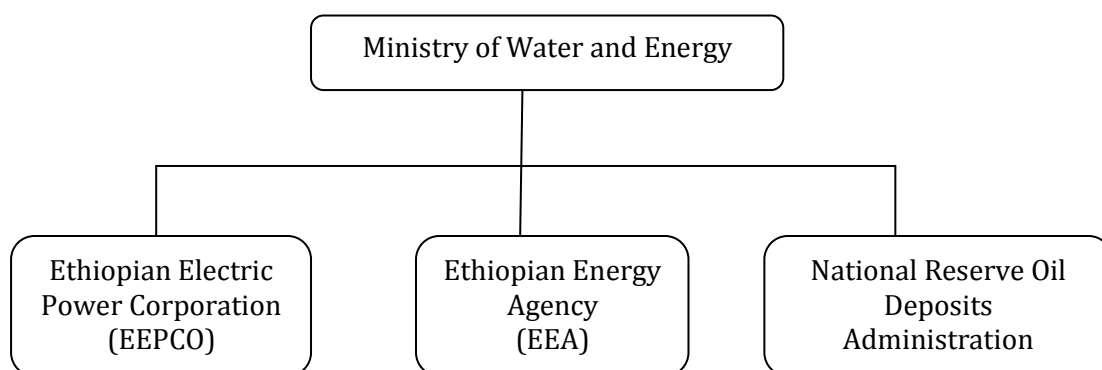 Ministry of Water and Energy
Ethiopian Electric
Power Corporation
(EEPCO)
Ethiopian Energy
Agency
(EEA)
National Reserve Oil
Deposits
Administration